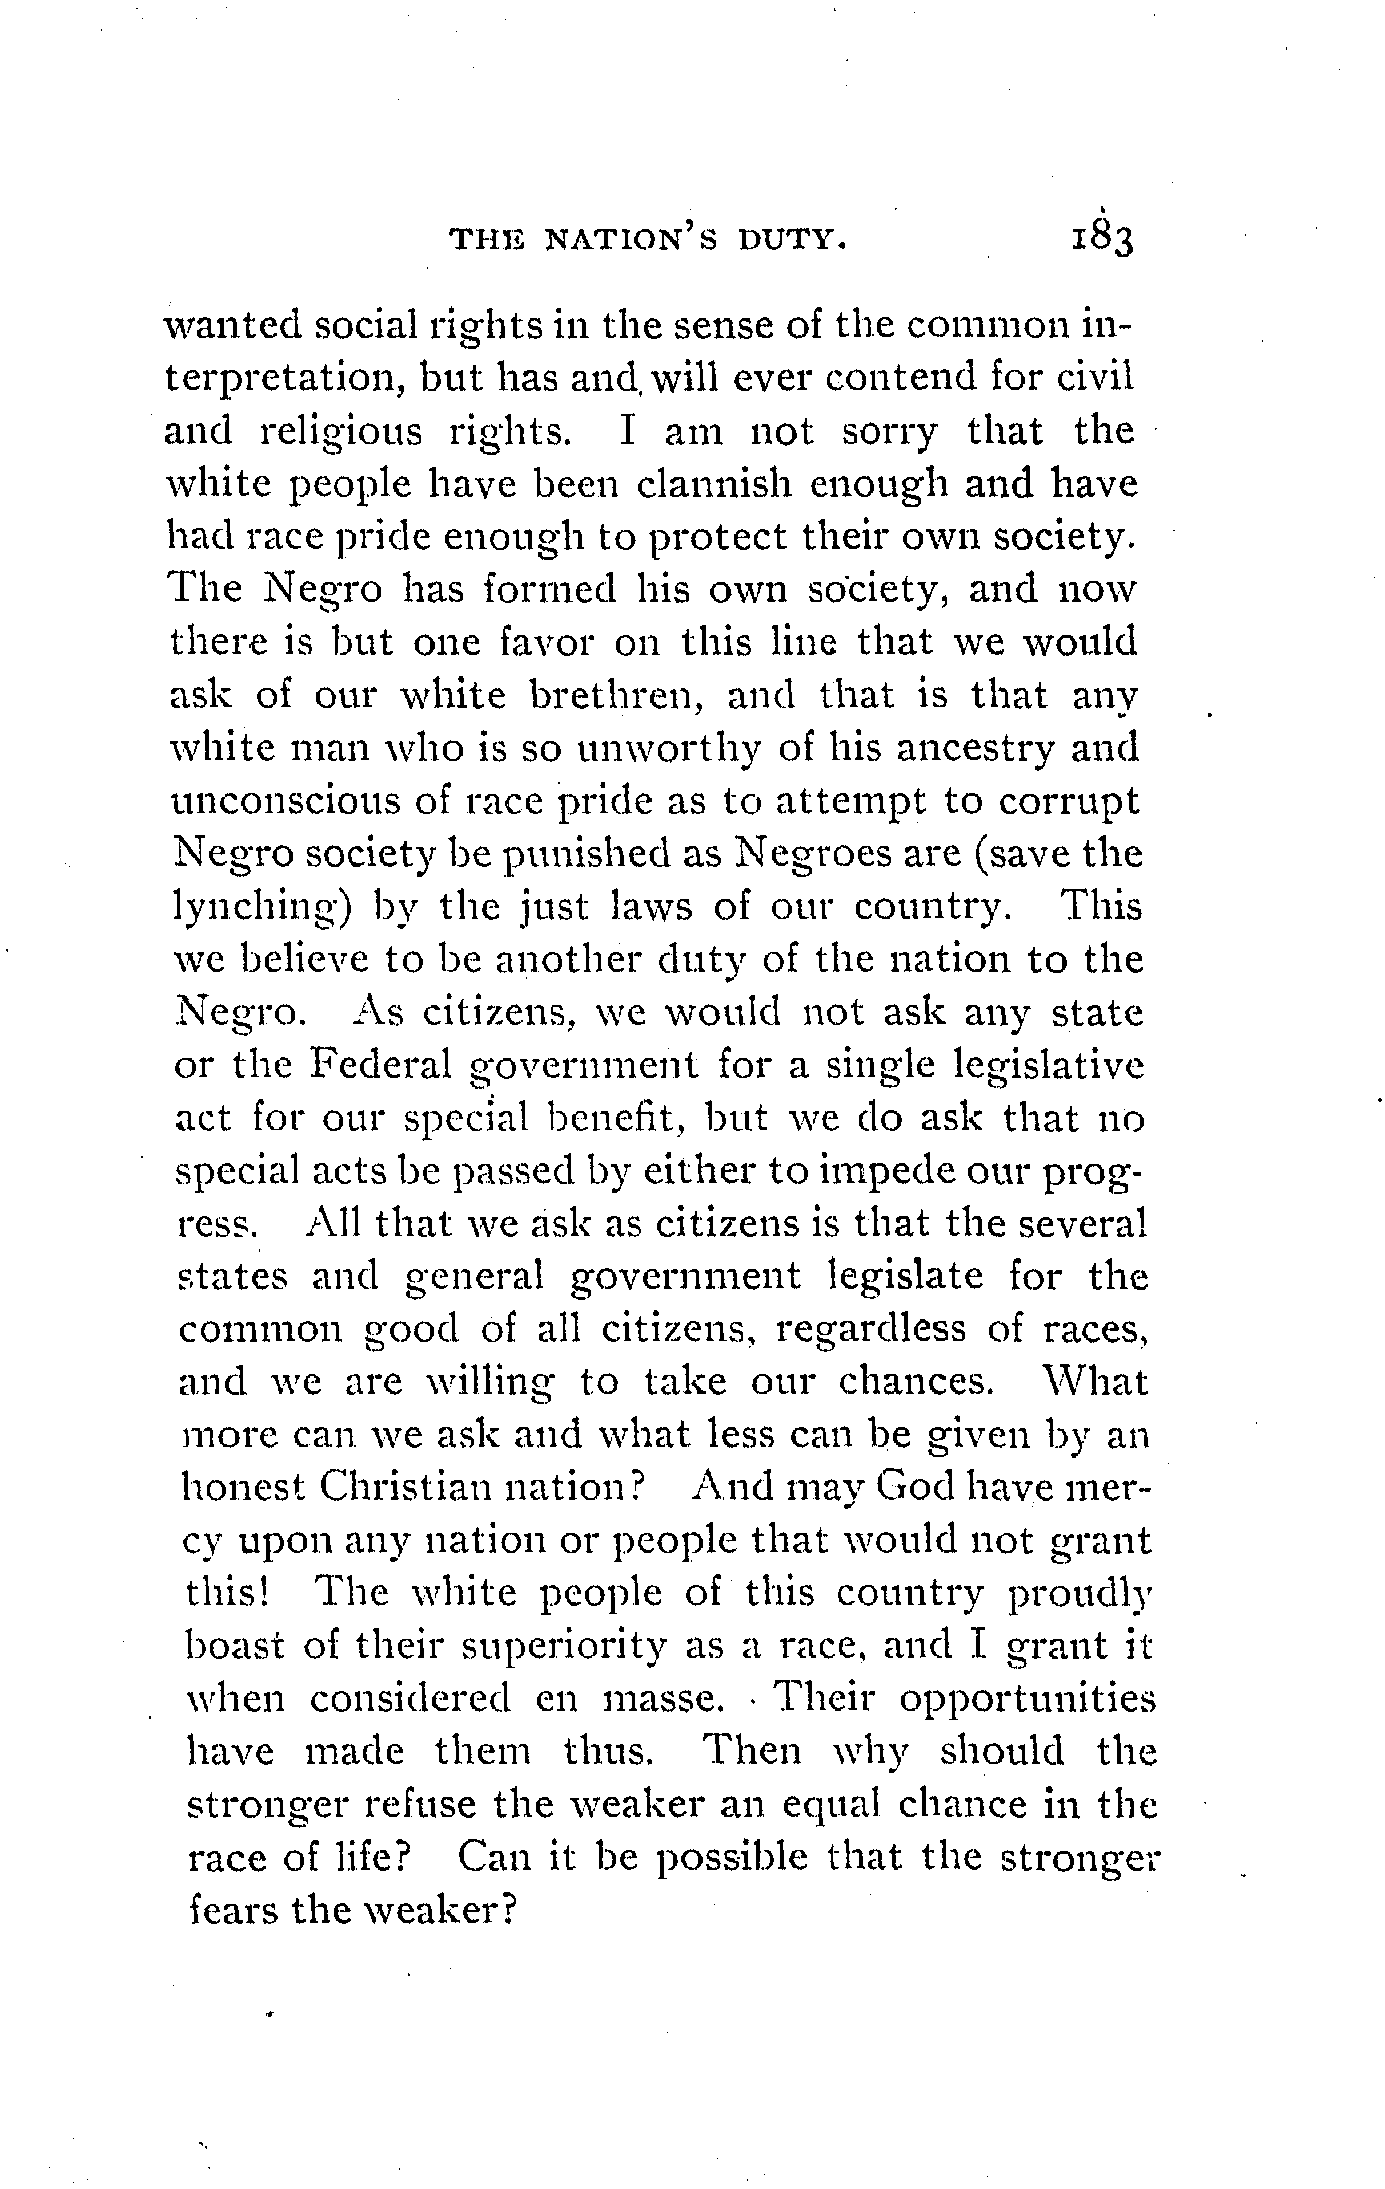 THE NATION'S DUTY. 183
wanted social rights in the sense of the common in-
terpretation, but has and will ever contend for civil
and religious rights. I am not sorry that the
white people have been clannish enough and have
had race pride enough to protect their own society.
The Negro has formed his own society, and now
there is but one favor on this line that we would
ask of our white brethren, and that is that any
white man who is so unworthy of his ancestry and
unconscious of race pride as to attempt to corrupt
Negro society be punished as Negroes are (save the
lynching) by the just laws of our country. This
we believe to be another duty of the nation to the
Negro. As citizens, we would not ask any state
or the Federal government for a single legislative
act for our special benefit, but we do ask that no
special acts be passed by either to impede our prog-
ress. All that we ask as citizens is that the several
states and general government legislate for the
common good of all citizens, regardless of races,
and we are willing to take our chances. What
more can we ask and what less can be given by an
honest Christian nation? And may God have mer-
cy upon any nation or people that would not grant
this! The white people of this country proudly
boast of their superiority as a race, and I grant it
when considered en masse. Their opportunities
have made them thus. Then why should the
stronger refuse the weaker an equal chance in the
race of life? Can it be possible that the stronger
fears the weaker?